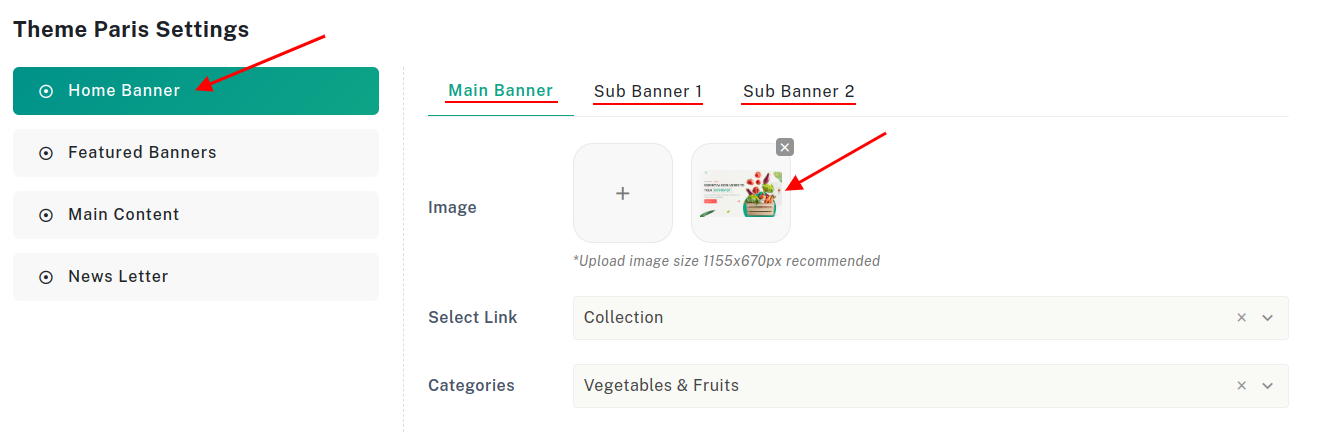 Theme Paris Settings
Home Banner
Featured Banners
Main Content
News Letter
Main Banner
Sub Banner 1
Sub Banner 2
Image
*Upload image size 1155x670px recommended
Select Link
Collection
Categories
Vegetables & Fruits